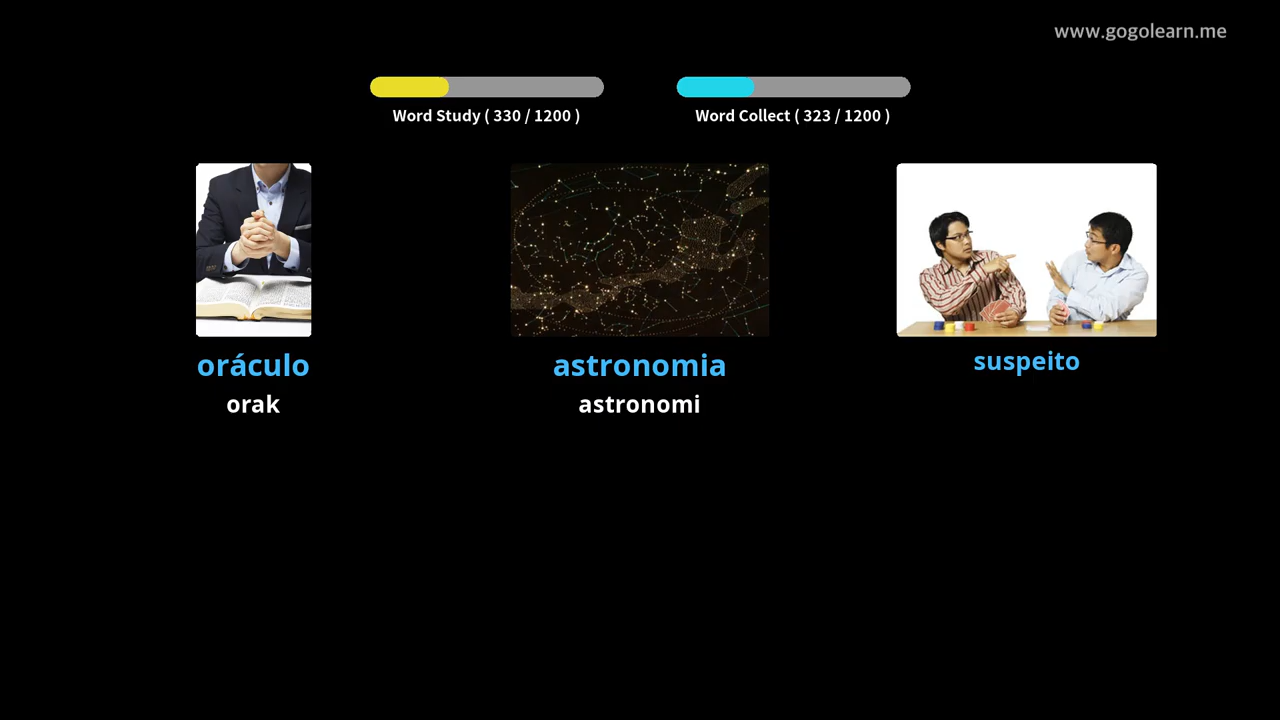 www.gogolearn.me
Word Study ( 330 / 1200 )
Word Collect ( 323 / 1200 )
oráculo
orak
astronomia
astronomi
suspeito